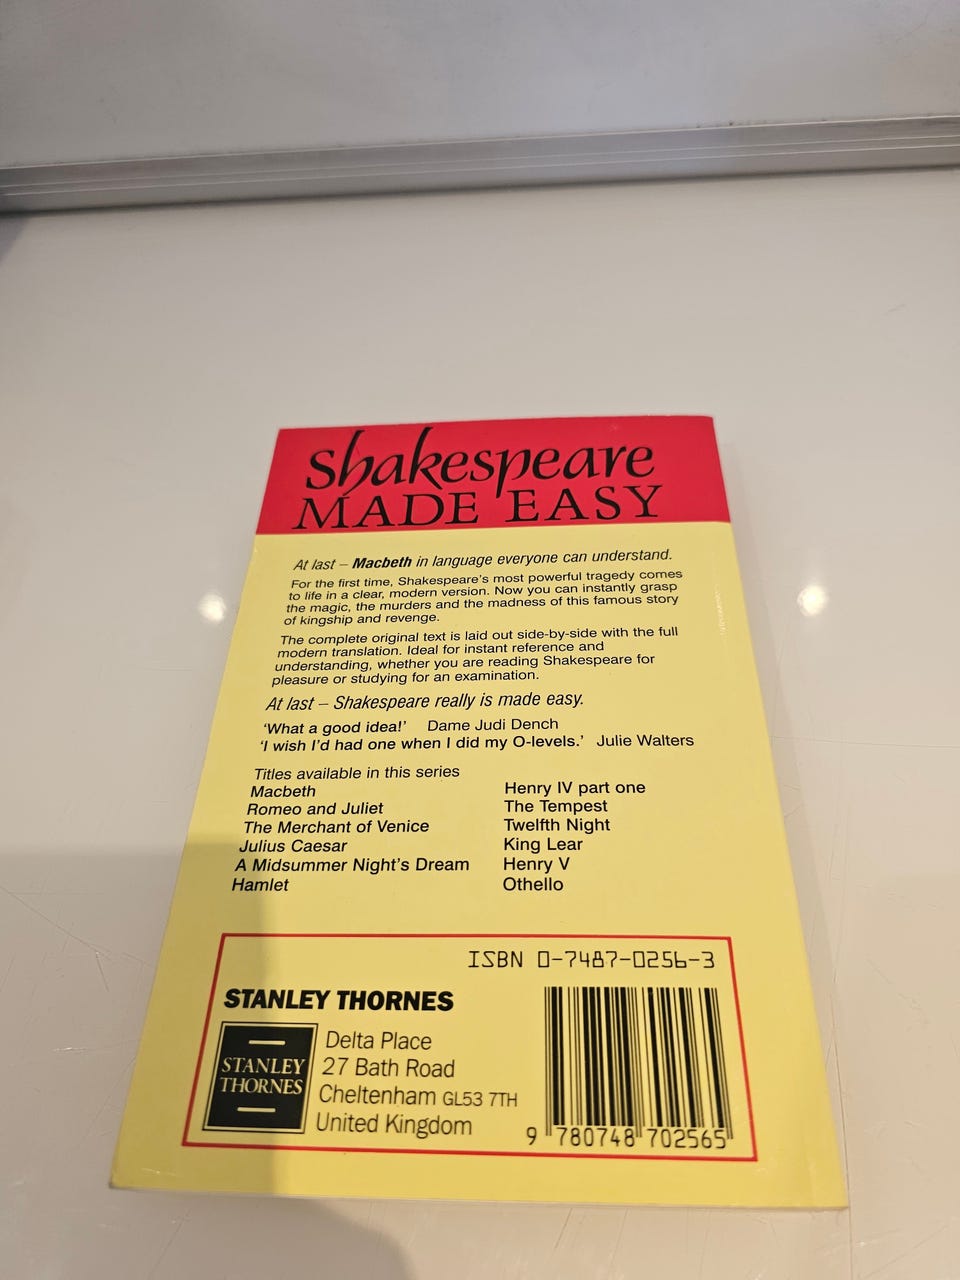 Shakespeare
MADE EASY
At last – Macbeth in language everyone can understand.
For the first time, Shakespeare's most powerful tragedy comes
to life in a clear, modern version. Now you can instantly grasp
the magic, the murders and the madness of this famous story
of kingship and revenge.
The complete original text is laid out side-by-side with the full
modern translation. Ideal for instant reference and
understanding, whether you are reading Shakespeare for
pleasure or studying for an examination.
At last – Shakespeare really is made easy.
'What a good idea!' Dame Judi Dench
'I wish I'd had one when I did my O-levels.' Julie Walters
Titles available in this series
Macbeth
Romeo and Juliet
The Merchant of Venice
Julius Caesar
A Midsummer Night's Dream
Hamlet
Henry IV part one
The Tempest
Twelfth Night
King Lear
Henry V
Othello
ISBN 0-7487-0256-3
STANLEY THORNES
STANLEY
THORNES
Delta Place
27 Bath Road
Cheltenham GL53 7TH
United Kingdom
9 780748 702565